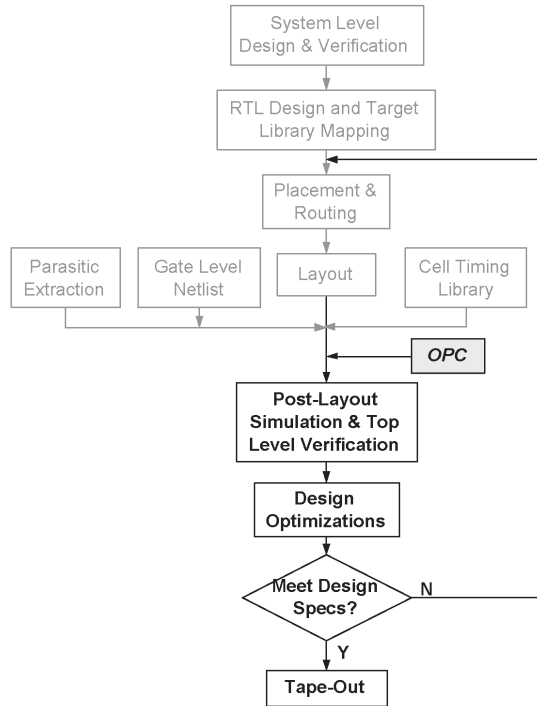 System Level
Design & Verification
RTL Design and Target
Library Mapping
Placement &
Routing
Parasitic
Extraction
Gate Level
Netlist
Layout
Cell Timing
Library
OPC
Post-Layout
Simulation & Top
Level Verification
Design
Optimizations
Meet Design
Specs?
N
Y
Tape-Out